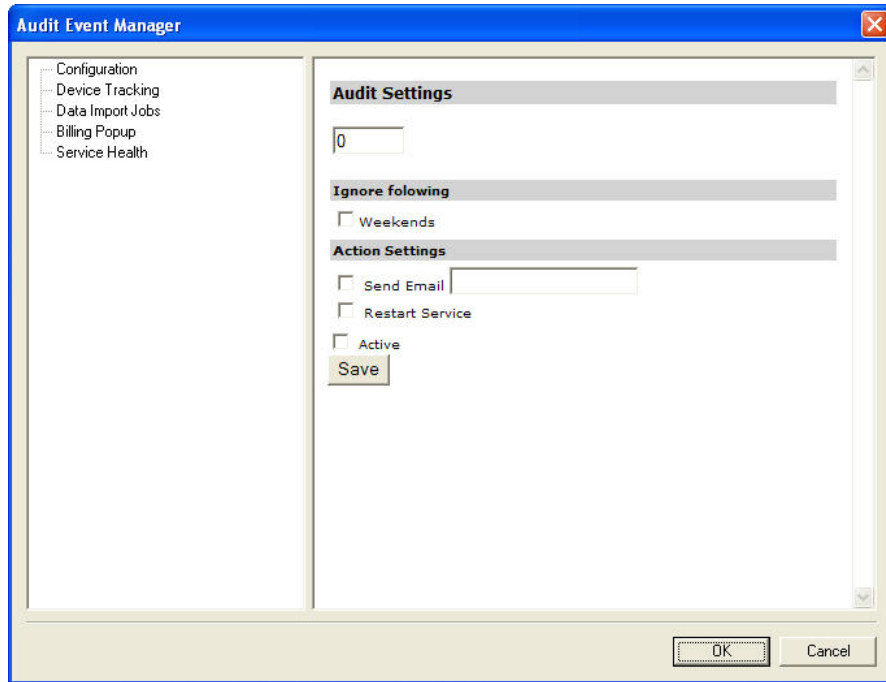 Audit Event Manager
Configuration
Device Tracking
Data Import Jobs
Billing Popup
Service Health
Audit Settings
0
Ignore folowing
Weekends
Action Settings
Send Email
Restart Service
Active
Save
OK
Cancel